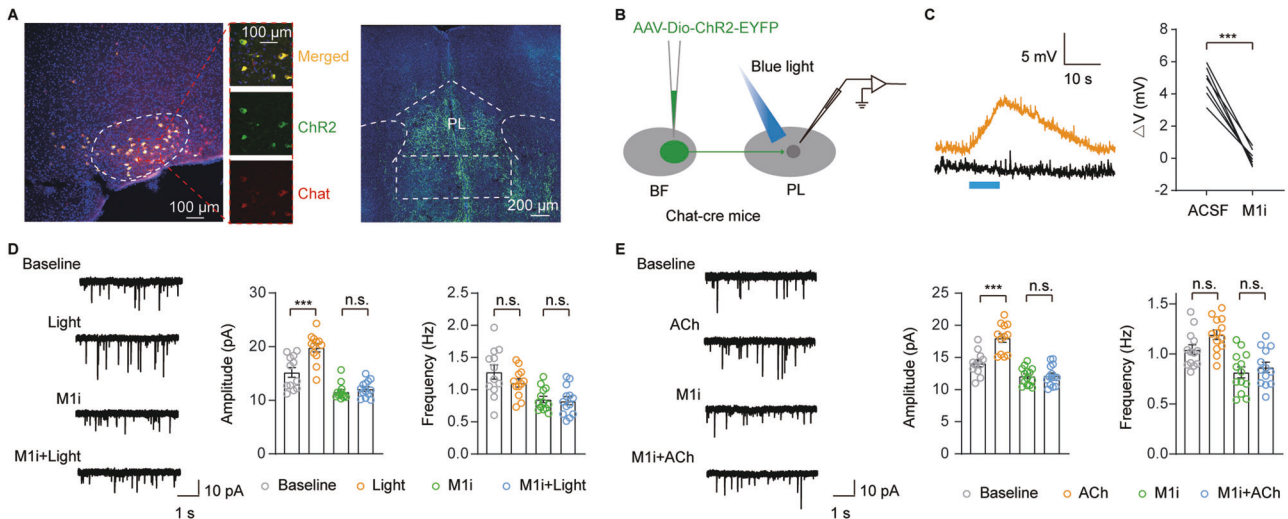 A
100 μm
Merged
ChR2
Chat
100 μm
PL
200 μm
B
AAV-Dio-ChR2-EYFP
Blue light
BF
PL
Chat-cre mice
C
5 mV
10 s
***
△V (mV)
8
6
4
2
0
-2
ACSF
M1i
D
Baseline
Light
M1i
M1i+Light
10 pA
1 s
Amplitude (pA)
30
20
10
0
***
n.s.
Frequency (Hz)
2.5
2.0
1.5
1.0
0.5
0.0
n.s.
n.s.
Baseline
Light
M1i
M1i+Light
E
Baseline
ACh
M1i
M1i+ACh
10 pA
1 s
Amplitude (pA)
25
20
15
10
5
0
***
n.s.
Frequency (Hz)
1.5
1.0
0.5
0.0
n.s.
n.s.
Baseline
ACh
M1i
M1i+ACh